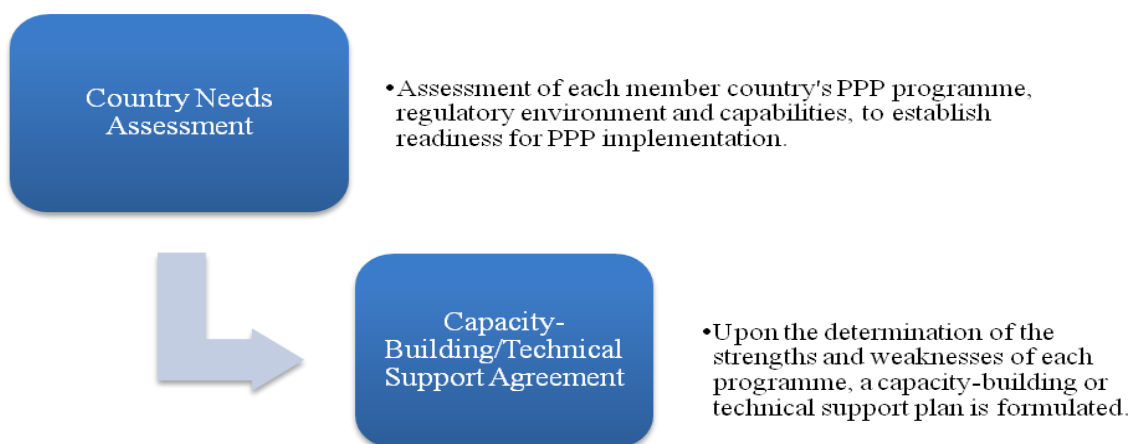 Country Needs
Assessment
•Assessment of each member country's PPP programme,
regulatory environment and capabilities, to establish
readiness for PPP implementation.
Capacity-
Building/Technical
Support Agreement
•Upon the determination of the
strengths and weaknesses of each
programme, a capacity-building or
technical support plan is formulated.